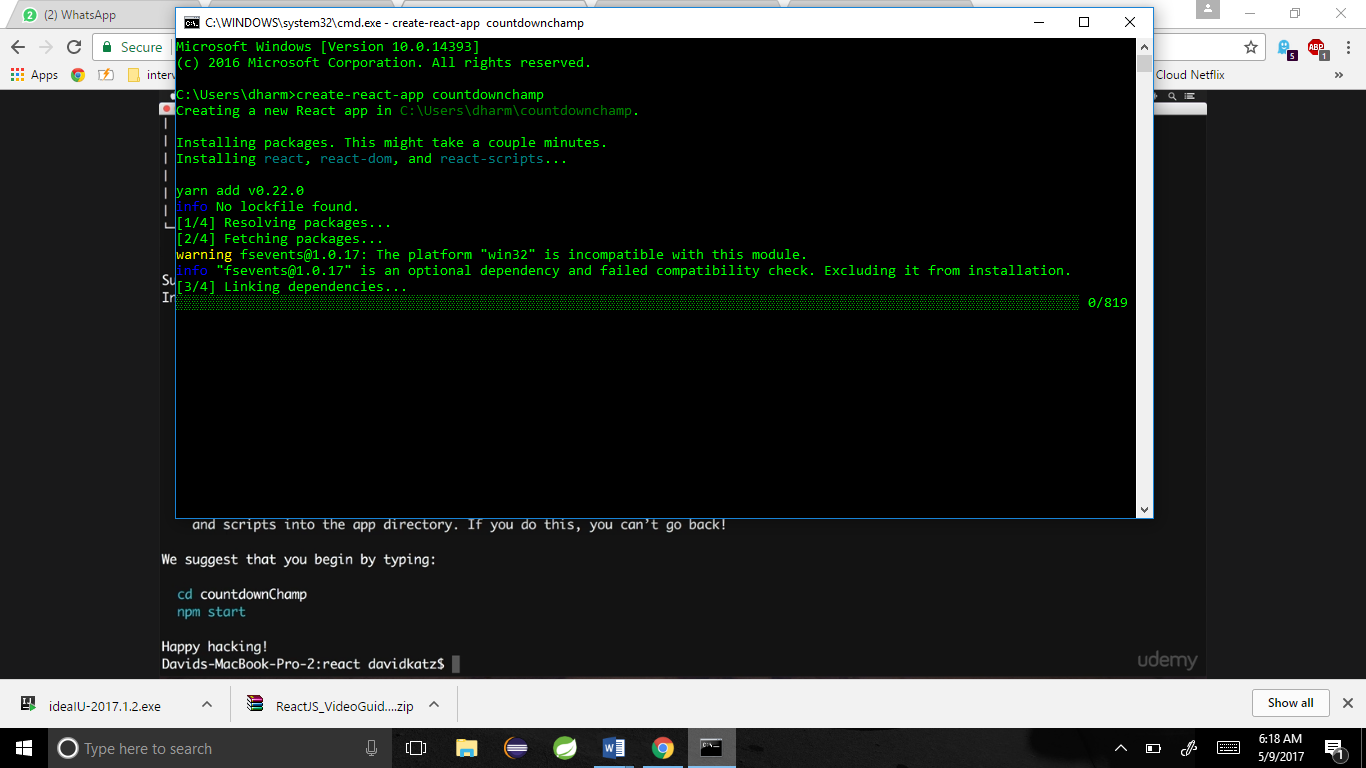 (2) WhatsApp
C:\WINDOWS\system32\cmd.exe - create-react-app countdownchamp
Secure
Apps
Cloud Netflix
»
Microsoft Windows [Version 10.0.14393]
(c) 2016 Microsoft Corporation. All rights reserved.
C:\Users\dharm>create-react-app countdownchamp
Creating a new React app in C:\Users\dharm\countdownchamp.
Installing packages. This might take a couple minutes.
Installing react, react-dom, and react-scripts...
yarn add v0.22.0
info No lockfile found.
[1/4] Resolving packages...
[2/4] Fetching packages...
warning fsevents@1.0.17: The platform "win32" is incompatible with this module.
info "fsevents@1.0.17" is an optional dependency and failed compatibility check. Excluding it from installation.
[3/4] Linking dependencies...
0/819
and scripts into the app directory. If you do this, you can’t go back!
We suggest that you begin by typing:
cd countdownChamp
npm start
Happy hacking!
Davids-MacBook-Pro-2:react davidkatz$
udemy
ideaIU-2017.1.2.exe
ReactJS_VideoGuid....zip
Show all
Type here to search
6:18 AM
5/9/2017